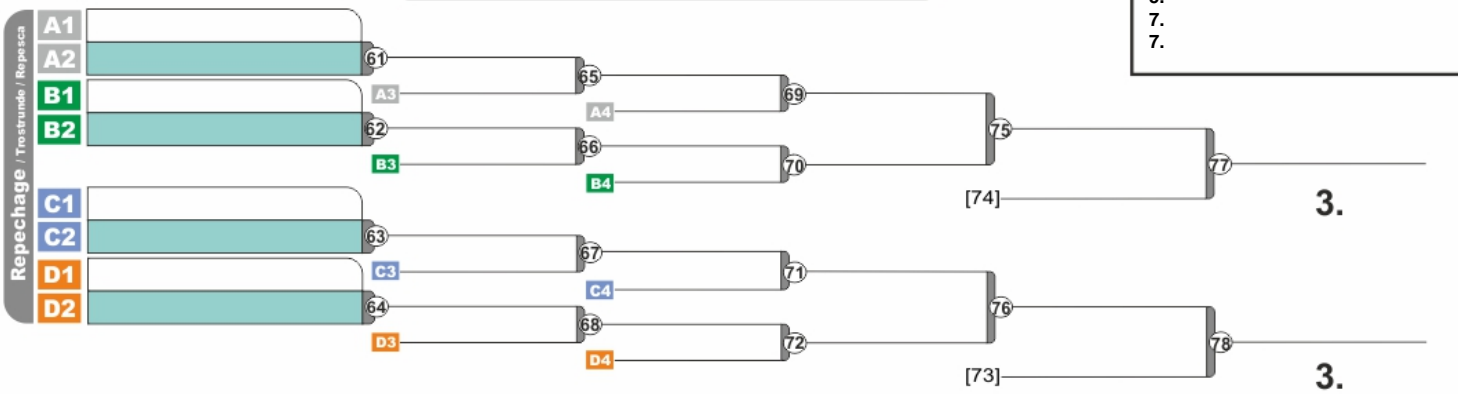 7.
7.
Repechage / Trostrunde / Repesca
A1
A2
B1
B2
C1
C2
D1
D2
61
62
63
64
A3
B3
C3
D3
65
66
67
68
A4
B4
C4
D4
69
70
71
72
75
76
[74]
[73]
77
78
3.
3.